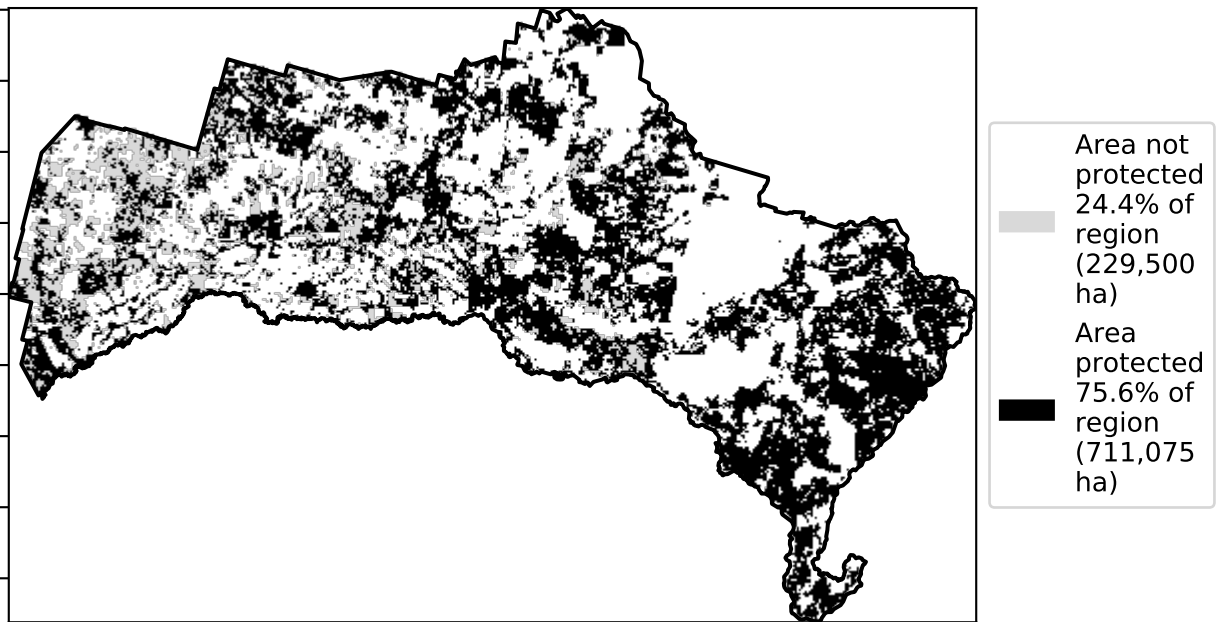 Area not
protected
24.4% of
region
(229,500
ha)
Area
protected
75.6% of
region
(711,075
ha)